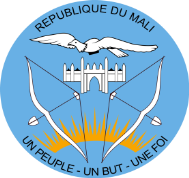 REPUBLIQUE DU MALI
UN PEUPLE - UN BUT - UNE FOI